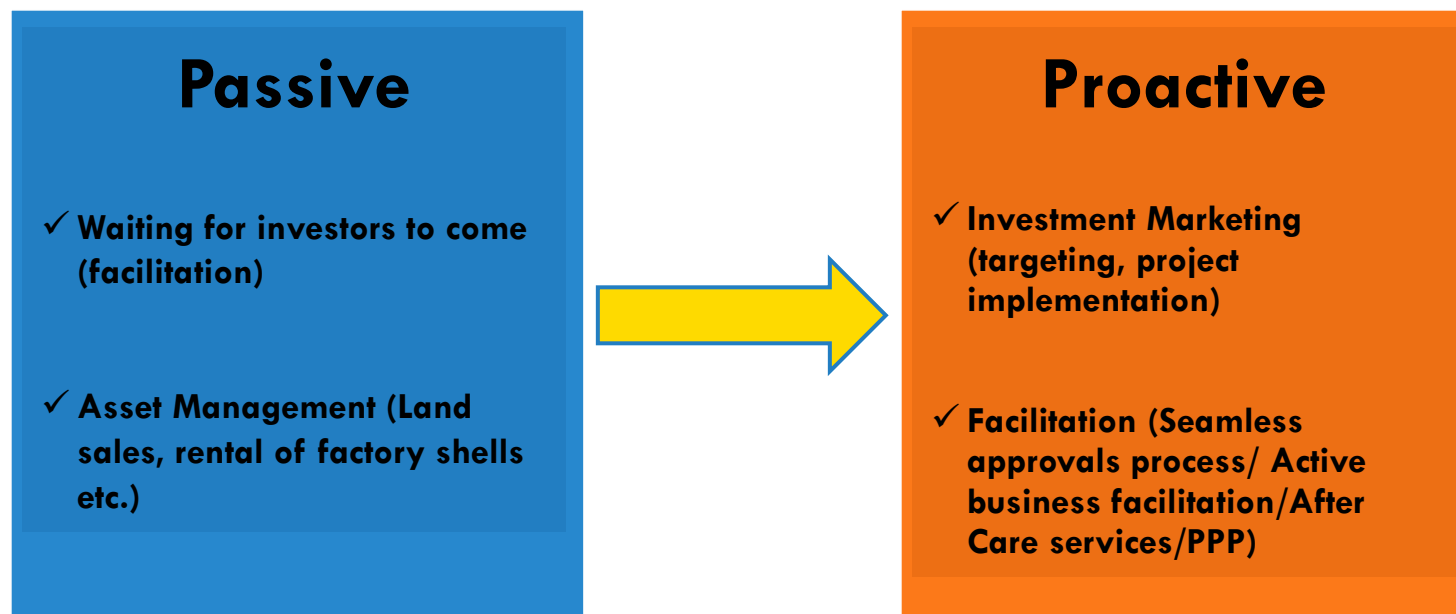 Passive
✓ Waiting for investors to come
(facilitation)
✓ Asset Management (Land
sales, rental of factory shells
etc.)
Proactive
✓ Investment Marketing
(targeting, project
implementation)
✓ Facilitation (Seamless
approvals process/ Active
business facilitation/After
Care services/PPP)